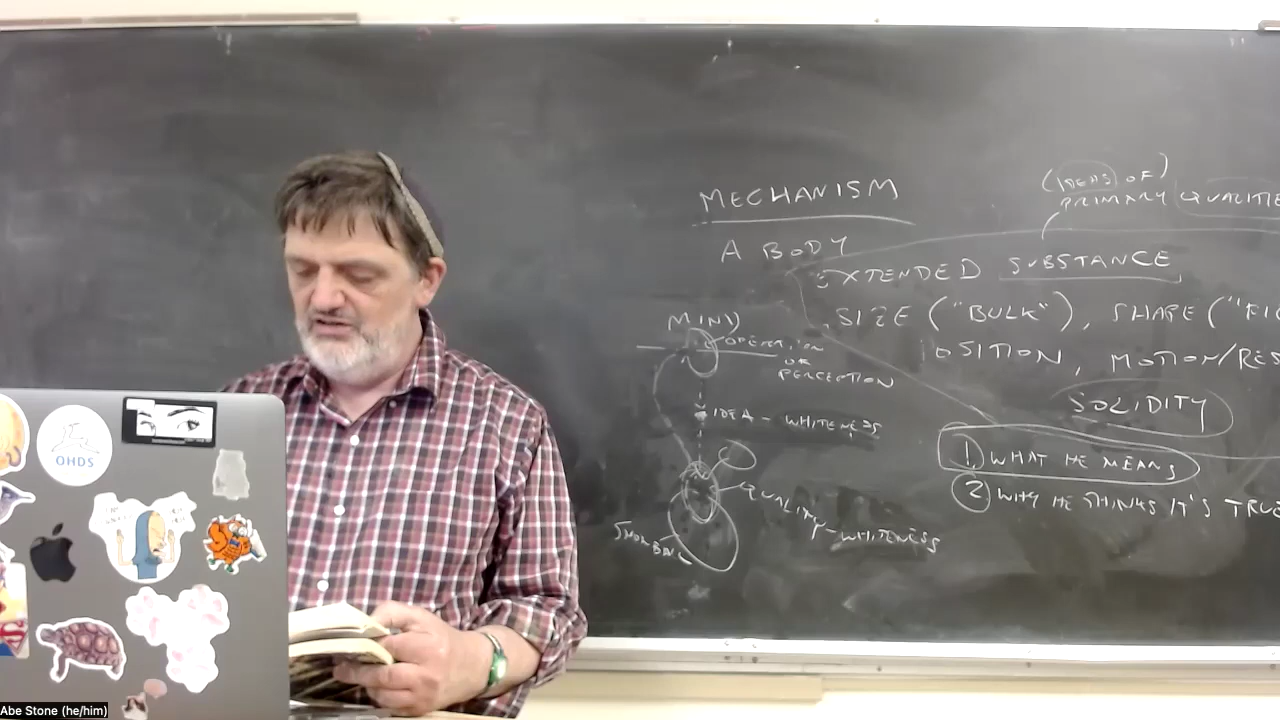 MECHANISM
(IDEAS OF)
PRIMARY QUALITIE
A BODY
EXTENDED SUBSTANCE
SIZE ("BULK"), SHAPE ("FIG
POSITION, MOTION/RES
SOLIDITY
MIND
OPERATION
OR
PERCEPTION
IDEA - WHITENESS
QUALITY - WHITENESS
SNOWBALL
1. WHAT HE MEANS
2 WHY HE THINKS IT'S TRUE
OHDS
Abe Stone (he/him)